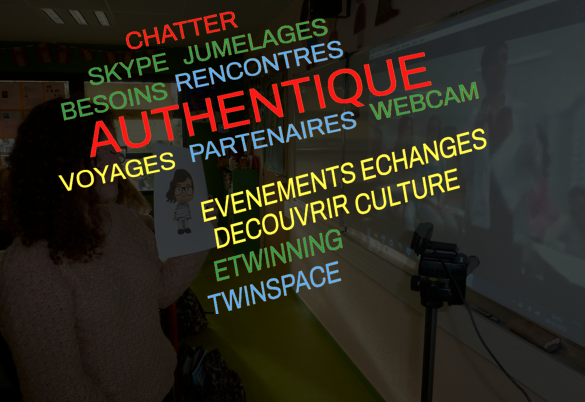 CHATTER
SKYPE JUMELAGES
BESOINS RENCONTRES
AUTHENTIQUE
VOYAGES PARTENAIRES WEBCAM
EVENEMENTS ECHANGES
DECOUVRIR CULTURE
ETWINNING
TWINSPACE